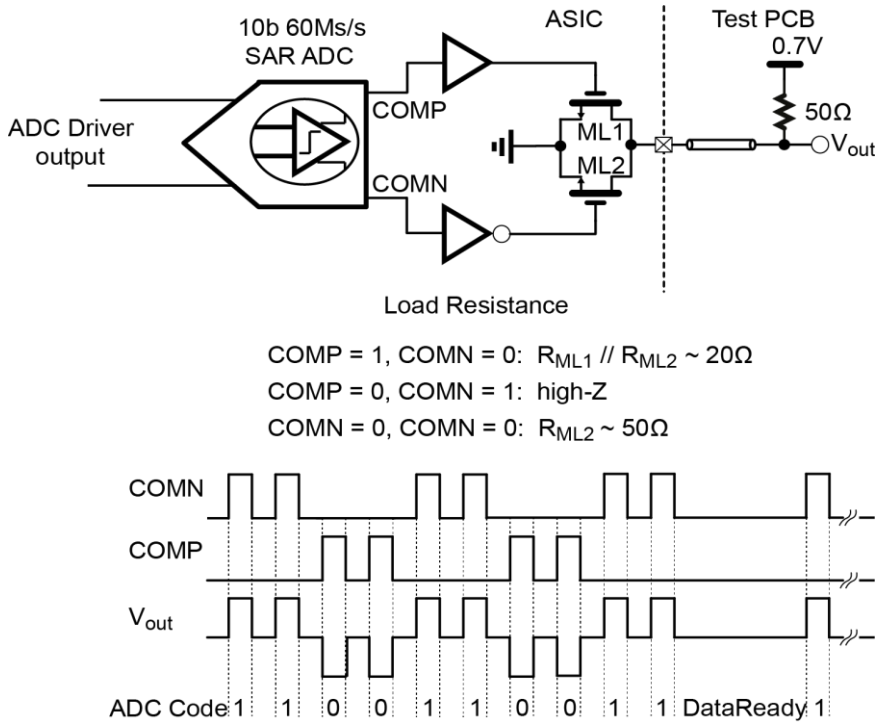 10b 60Ms/s
SAR ADC
ASIC
Test PCB
0.7V
COMP
ML1
50Ω
ADC Driver
output
Vout
ML2
COMN
Load Resistance
COMP = 1, COMN = 0: RML1 // RML2 ~ 20Ω
COMP = 0, COMN = 1: high-Z
COMN = 0, COMN = 0: RML2 ~ 50Ω
COMN
COMP
Vout
ADC Code 1 1 0 0 1 1 0 0 1 1 DataReady 1